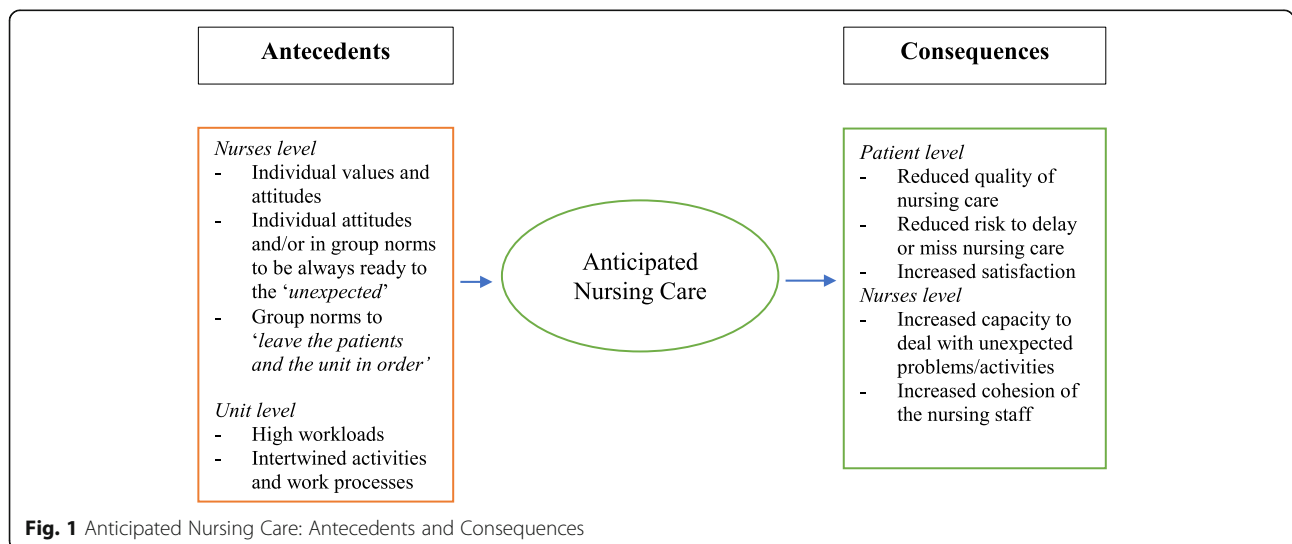 Antecedents
Nurses level
- Individual values and
attitudes
- Individual attitudes
and/or in group norms
to be always ready to
the ‘unexpected’
- Group norms to
‘leave the patients
and the unit in order’
Unit level
- High workloads
- Intertwined activities
and work processes
Anticipated
Nursing Care
Consequences
Patient level
- Reduced quality of
nursing care
- Reduced risk to delay
or miss nursing care
- Increased satisfaction
Nurses level
- Increased capacity to
deal with unexpected
problems/activities
- Increased cohesion of
the nursing staff
Fig. 1 Anticipated Nursing Care: Antecedents and Consequences